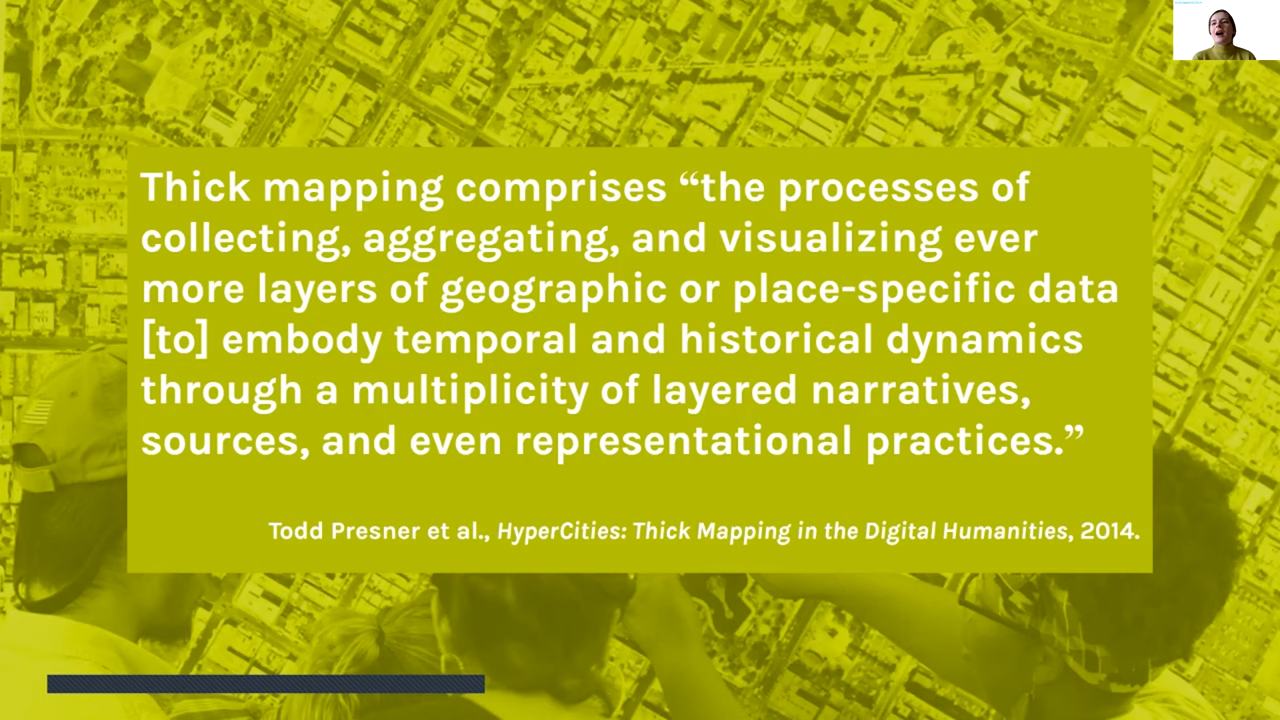 Thick mapping comprises “the processes of
collecting, aggregating, and visualizing ever
more layers of geographic or place-specific data
[to] embody temporal and historical dynamics
through a multiplicity of layered narratives,
sources, and even representational practices.”
Todd Presner et al., HyperCities: Thick Mapping in the Digital Humanities, 2014.